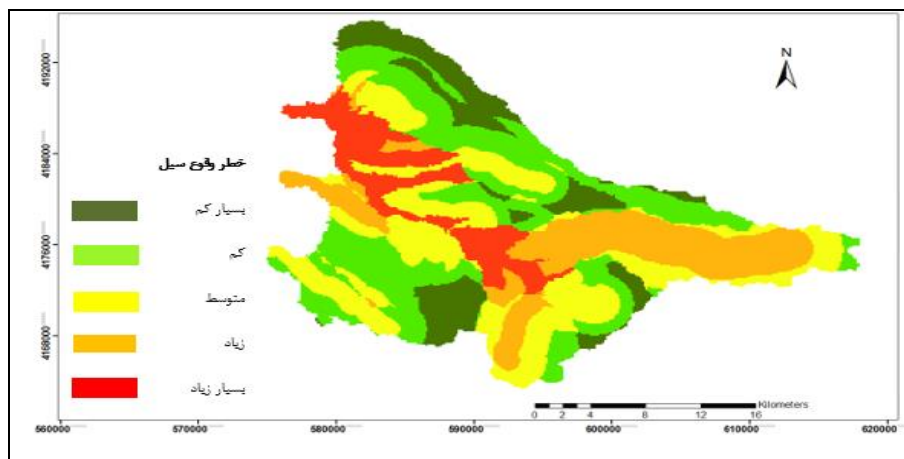 4192000
4184000
4176000
4168000
N
خطر وقوع سیل
بسیار کم
کم
متوسط
زیاد
بسیار زیاد
Kilometers
0 2 4 8 12 16
560000 570000 580000 590000 600000 610000 620000